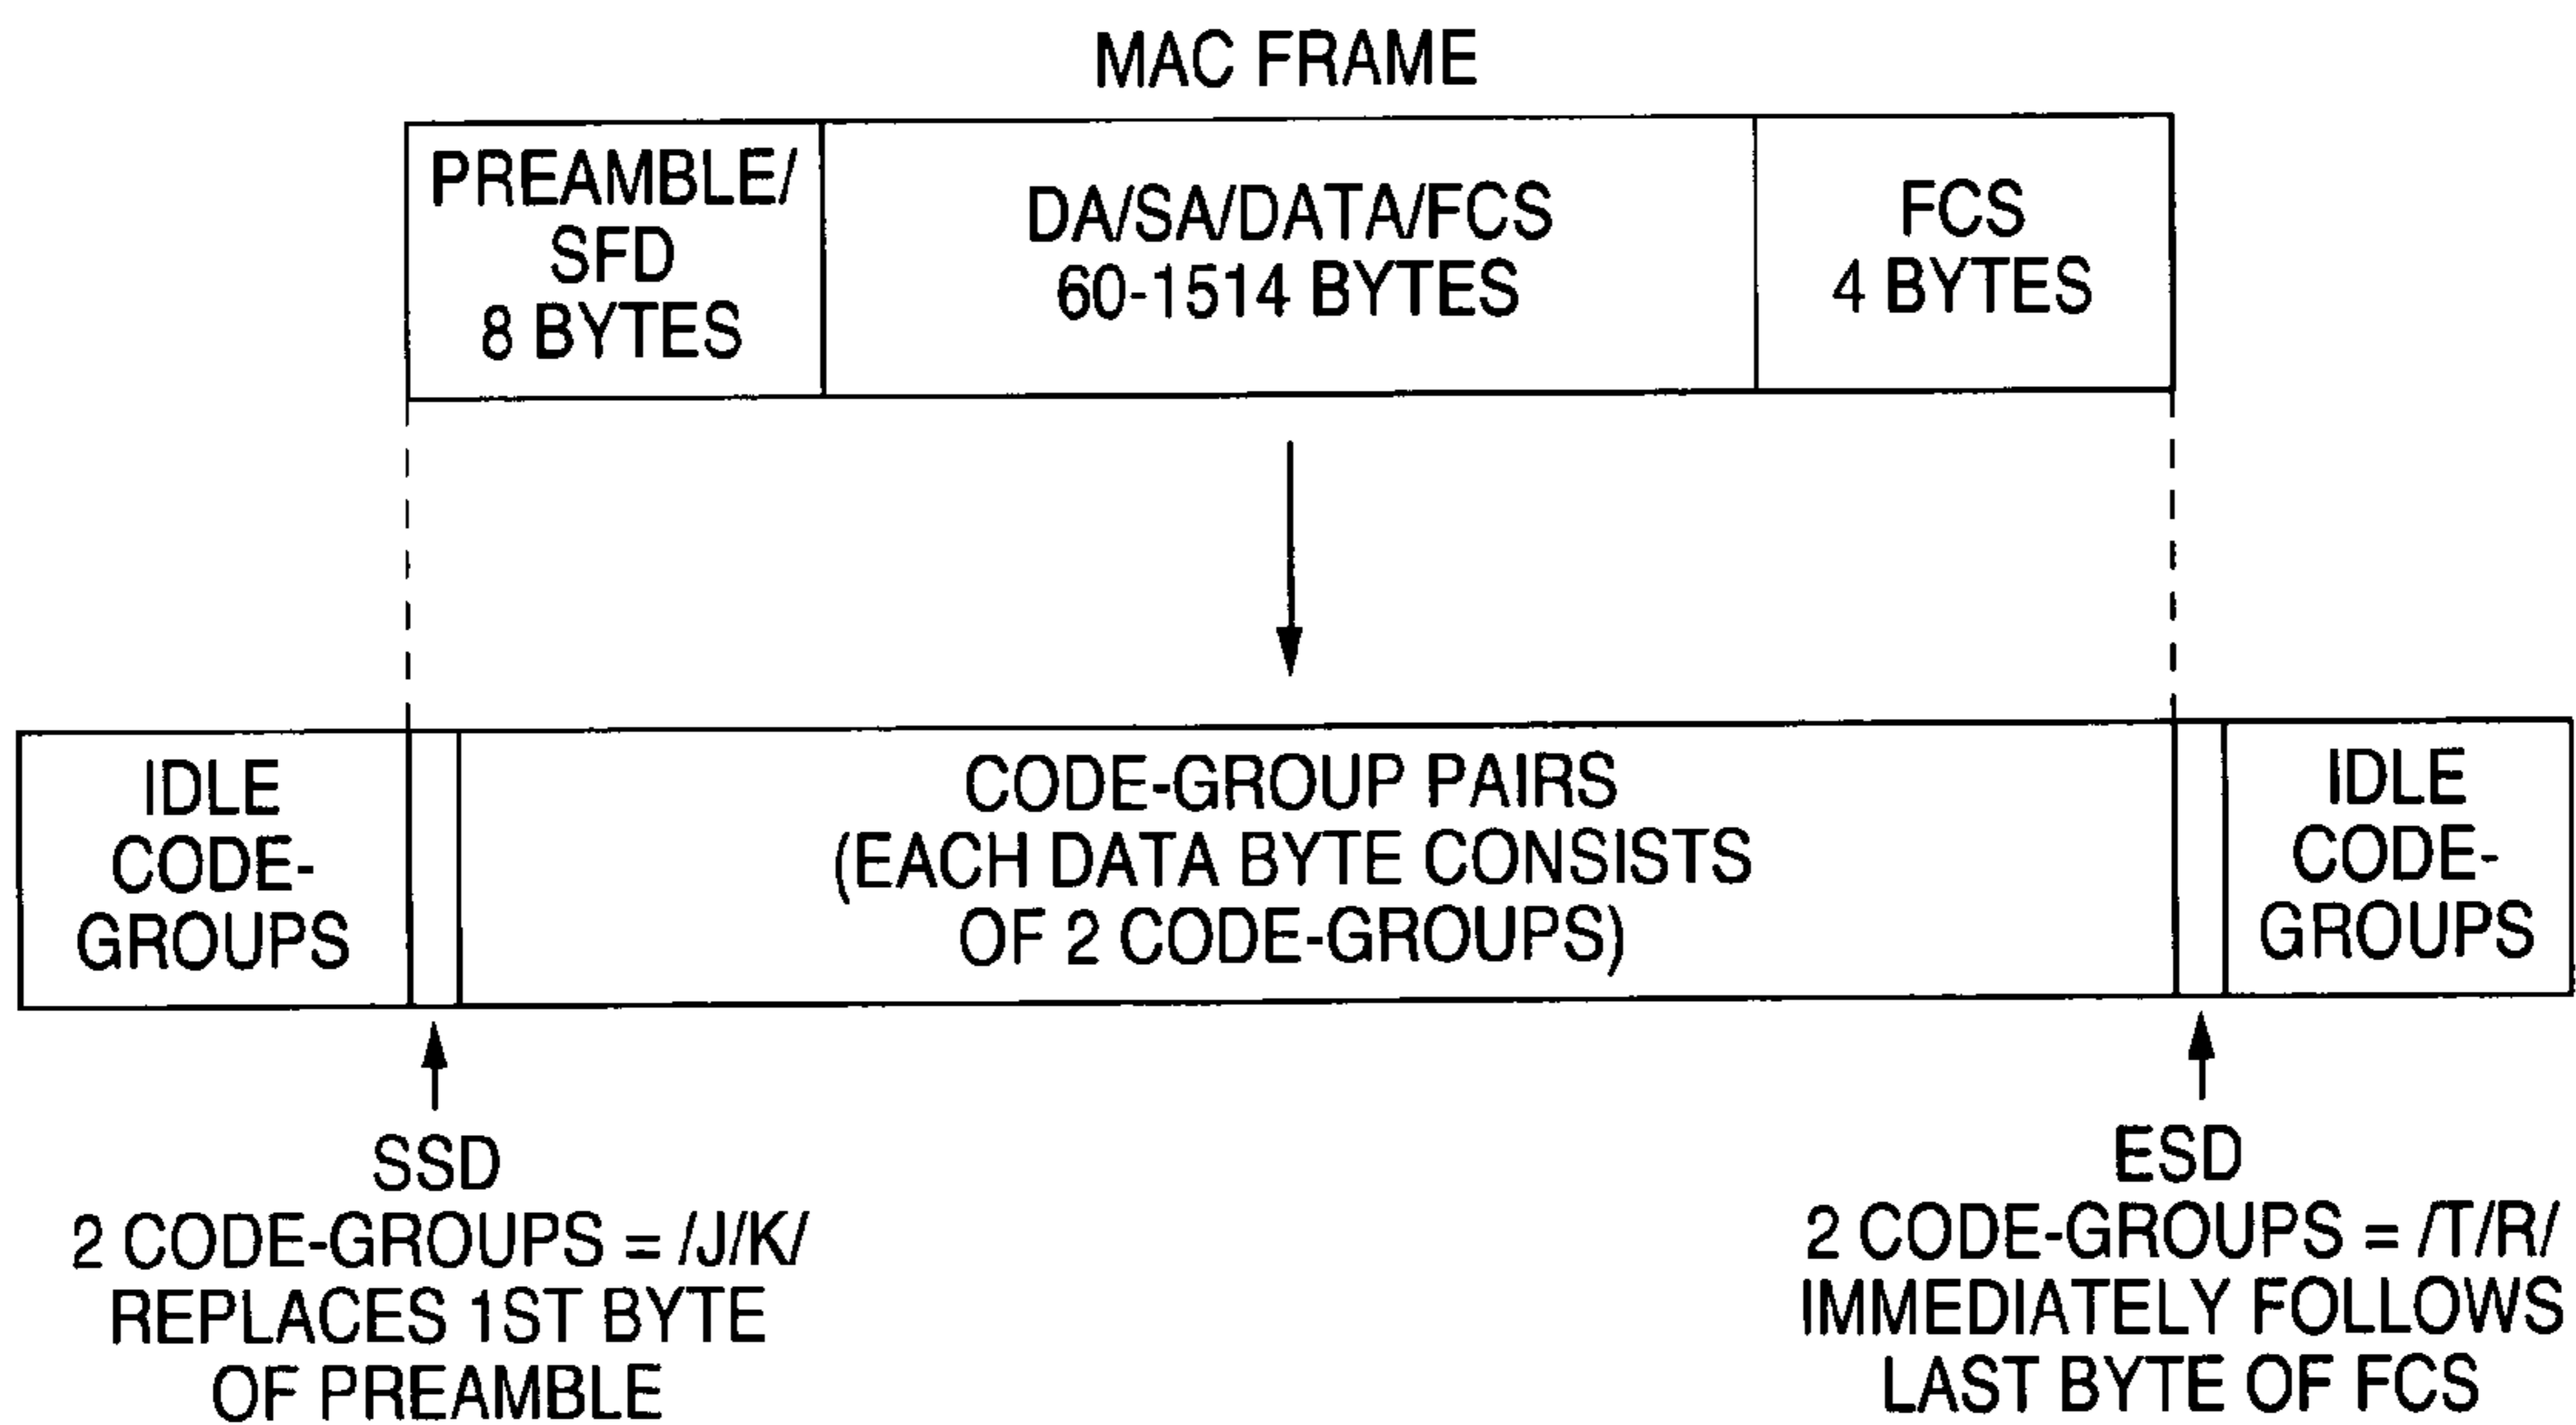 MAC FRAME
PREAMBLE/
SFD
8 BYTES
DA/SA/DATA/FCS
60-1514 BYTES
FCS
4 BYTES
IDLE
CODE-
GROUPS
CODE-GROUP PAIRS
(EACH DATA BYTE CONSISTS
OF 2 CODE-GROUPS)
IDLE
CODE-
GROUPS
SSD
2 CODE-GROUPS = /J/K/
REPLACES 1ST BYTE
OF PREAMBLE
ESD
2 CODE-GROUPS = /T/R/
IMMEDIATELY FOLLOWS
LAST BYTE OF FCS